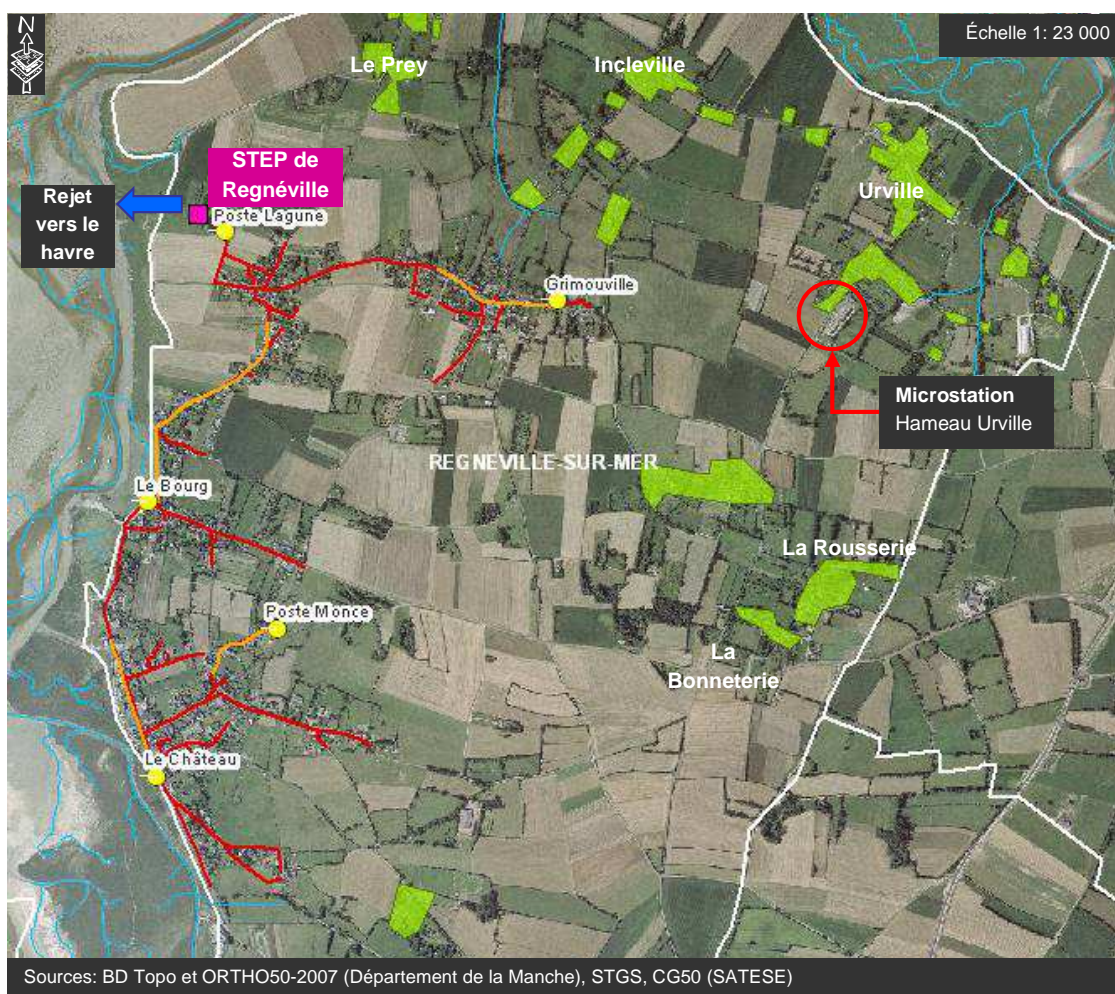 N
Échelle 1: 23 000
Le Prey
Incleville
STEP de
Regnéville
Rejet
vers le
havre
Poste Lagune
Urville
Grimouville
Microstation
Hameau Urville
REGNEVILLE-SUR-MER
Le Bourg
La Rousserie
Poste Monce
La
Bonneterie
Le Château
Sources: BD Topo et ORTHO50-2007 (Département de la Manche), STGS, CG50 (SATESE)